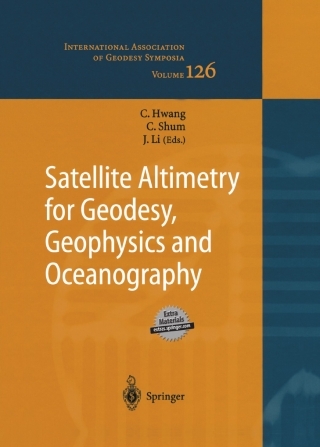 INTERNATIONAL ASSOCIATION
OF GEODESY SYMPOSIA
VOLUME 126
C. Hwang
C. Shum
J. Li (Eds.)
Satellite Altimetry
for Geodesy,
Geophysics and
Oceanography
Extra
Materials
extras.springer.com
Springer